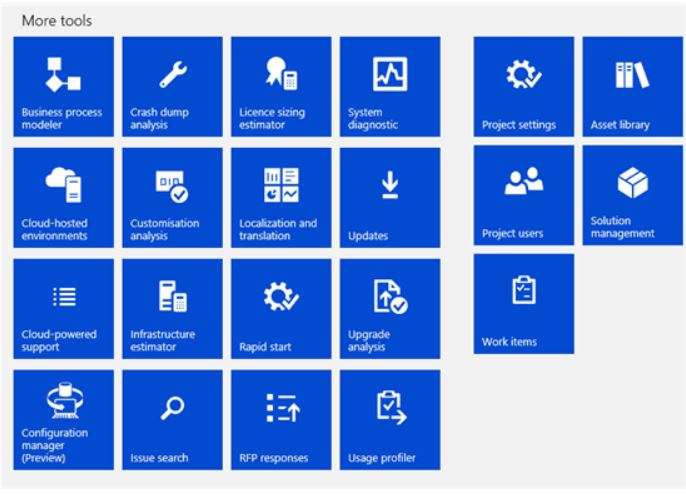 More tools
Business process
modeler
Crash dump
analysis
Licence sizing
estimator
System
diagnostic
Project settings
Asset library
Cloud-hosted
environments
Customisation
analysis
Localization and
translation
Updates
Project users
Solution
management
Cloud-powered
support
Infrastructure
estimator
Rapid start
Upgrade
analysis
Work items
Configuration
manager
(Preview)
Issue search
RFP responses
Usage profiler